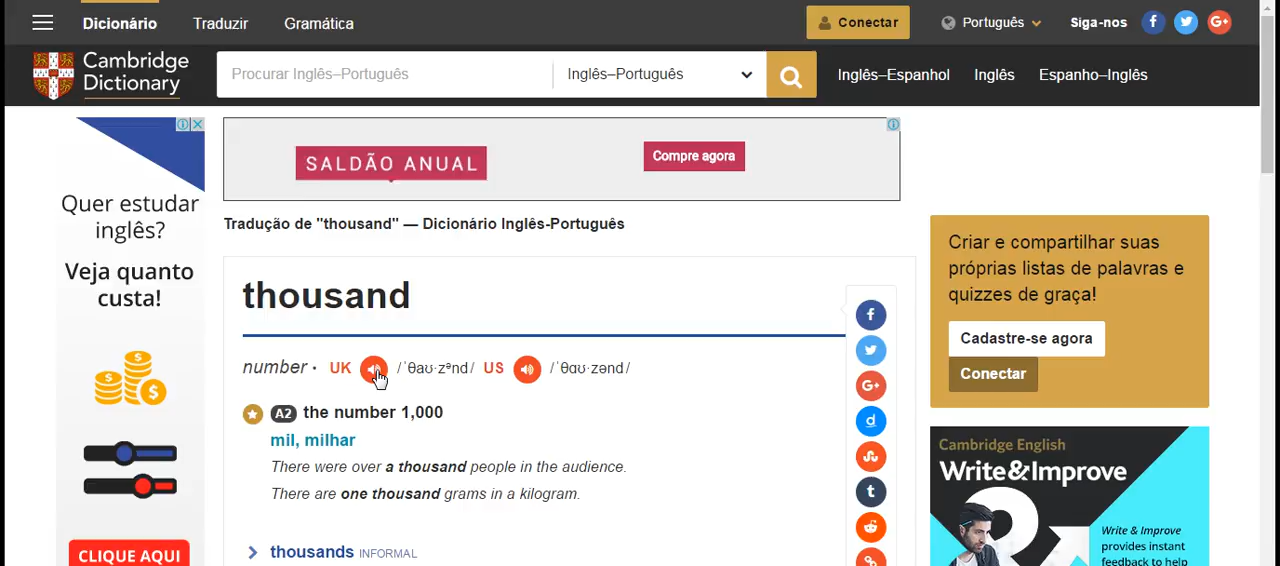 Dicionário Traduzir Gramática Conectar Português Siga-nos
Cambridge Dictionary Procurar Inglês–Português Inglês–Português Inglês–Espanhol Inglês Espanho–Inglês
SALDÃO ANUAL Compre agora
Quer estudar
inglês?
Veja quanto
custa!
CLIQUE AQUI
Tradução de "thousand" — Dicionário Inglês-Português
thousand
number · UK /ˈθaʊ·zᵊnd/ US /ˈθɑʊ·zənd/
A2 the number 1,000
mil, milhar
There were over a thousand people in the audience.
There are one thousand grams in a kilogram.
thousands INFORMAL
Criar e compartilhar suas
próprias listas de palavras e
quizzes de graça!
Cadastre-se agora
Conectar
Cambridge English
Write&Improve
Write & Improve
provides instant
feedback to help